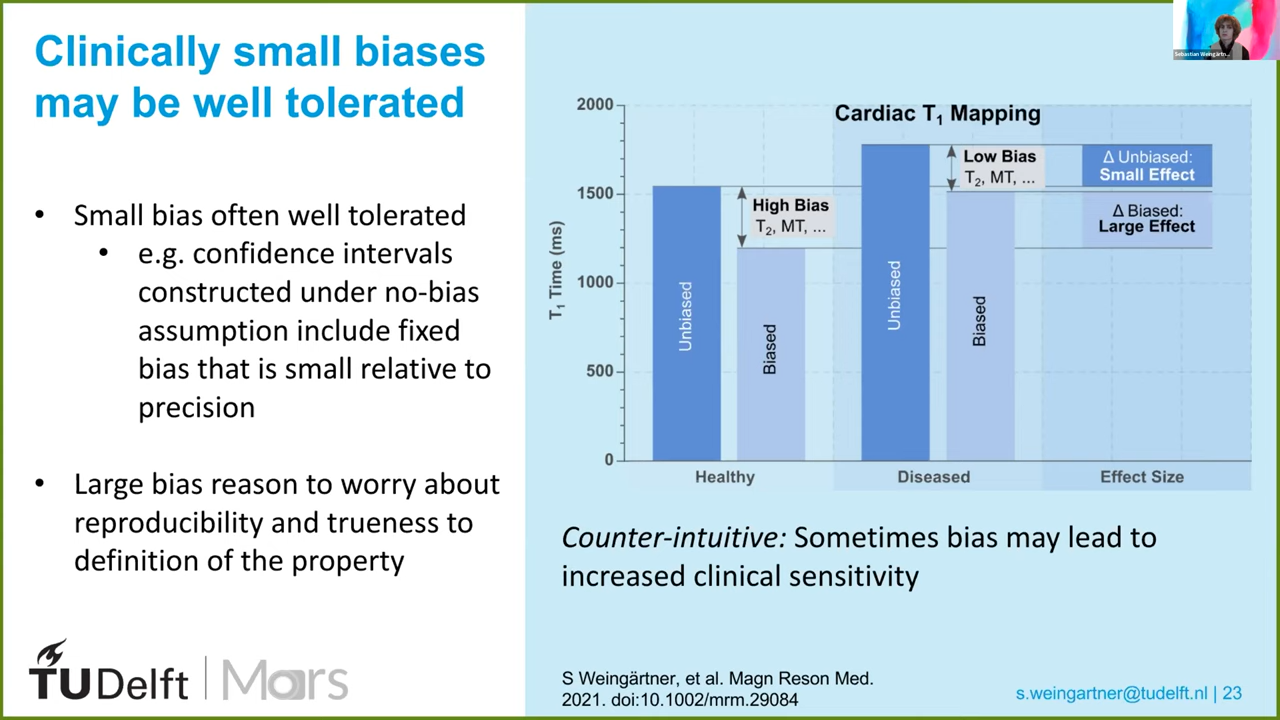 Clinically small biases
may be well tolerated
• Small bias often well tolerated
• e.g. confidence intervals
constructed under no-bias
assumption include fixed
bias that is small relative to
precision
• Large bias reason to worry about
reproducibility and trueness to
definition of the property
TUDelft | Mars
Sebastian Weingärtn...
Cardiac T₁ Mapping
T₁ Time (ms)
2000
1500
1000
500
0
Unbiased
Biased
High Bias
T₂, MT, ...
Unbiased
Biased
Low Bias
T₂, MT, ...
Δ Unbiased:
Small Effect
Δ Biased:
Large Effect
Healthy
Diseased
Effect Size
Counter-intuitive: Sometimes bias may lead to
increased clinical sensitivity
S Weingärtner, et al. Magn Reson Med.
2021. doi:10.1002/mrm.29084
s.weingartner@tudelft.nl | 23